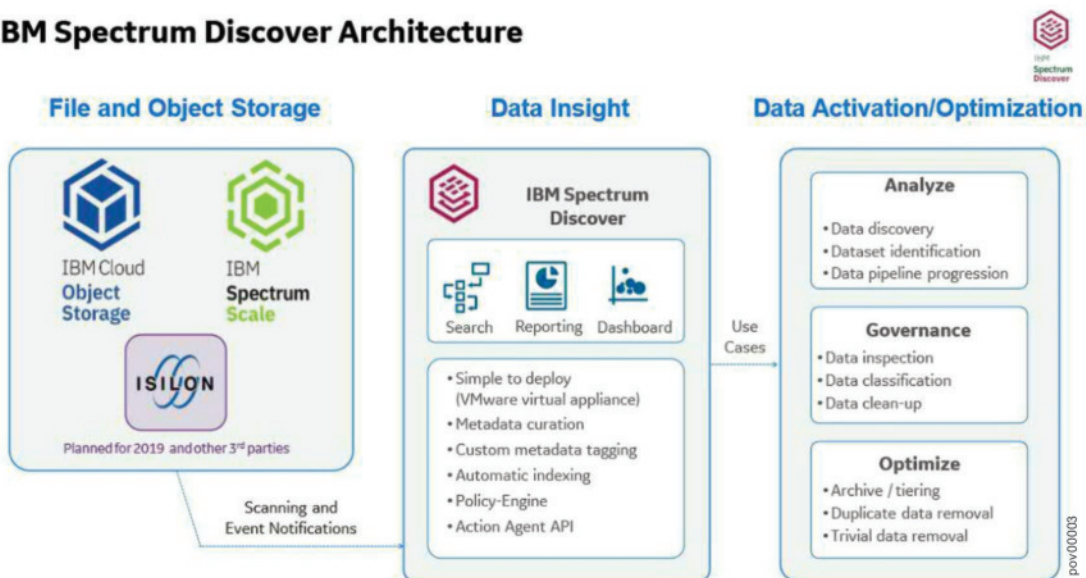 BM Spectrum Discover Architecture
IBM
Spectrum
Discover
File and Object Storage
IBM Cloud
Object
Storage
IBM
Spectrum
Scale
ISILON
Planned for 2019 and other 3rd parties
Scanning and
Event Notifications
Data Insight
IBM Spectrum
Discover
Search Reporting Dashboard
• Simple to deploy
(VMware virtual appliance)
• Metadata curation
• Custom metadata tagging
• Automatic indexing
• Policy-Engine
• Action Agent API
Use
Cases
Data Activation/Optimization
Analyze
• Data discovery
• Dataset identification
• Data pipeline progression
Governance
• Data inspection
• Data classification
• Data clean-up
Optimize
• Archive / tiering
• Duplicate data removal
• Trivial data removal
pov00003